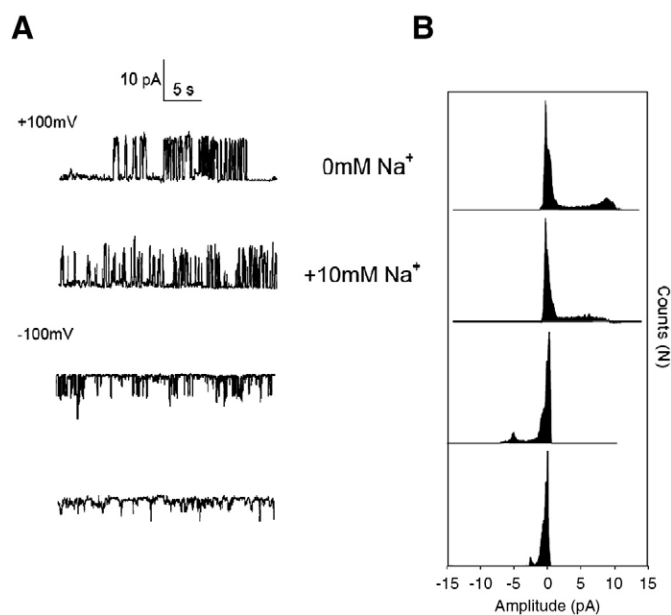 A
B
10 pA
5 s
+100mV
0mM Na⁺
+10mM Na⁺
-100mV
Counts (N)
-15 -10 -5 0 5 10 15
Amplitude (pA)